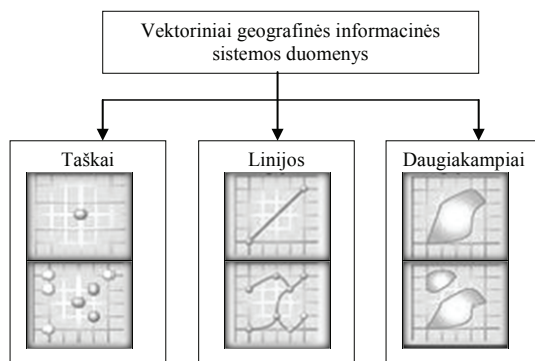 Vektoriniai geografinės informacinės
sistemos duomenys
Taškai
Linijos
Daugiakampiai